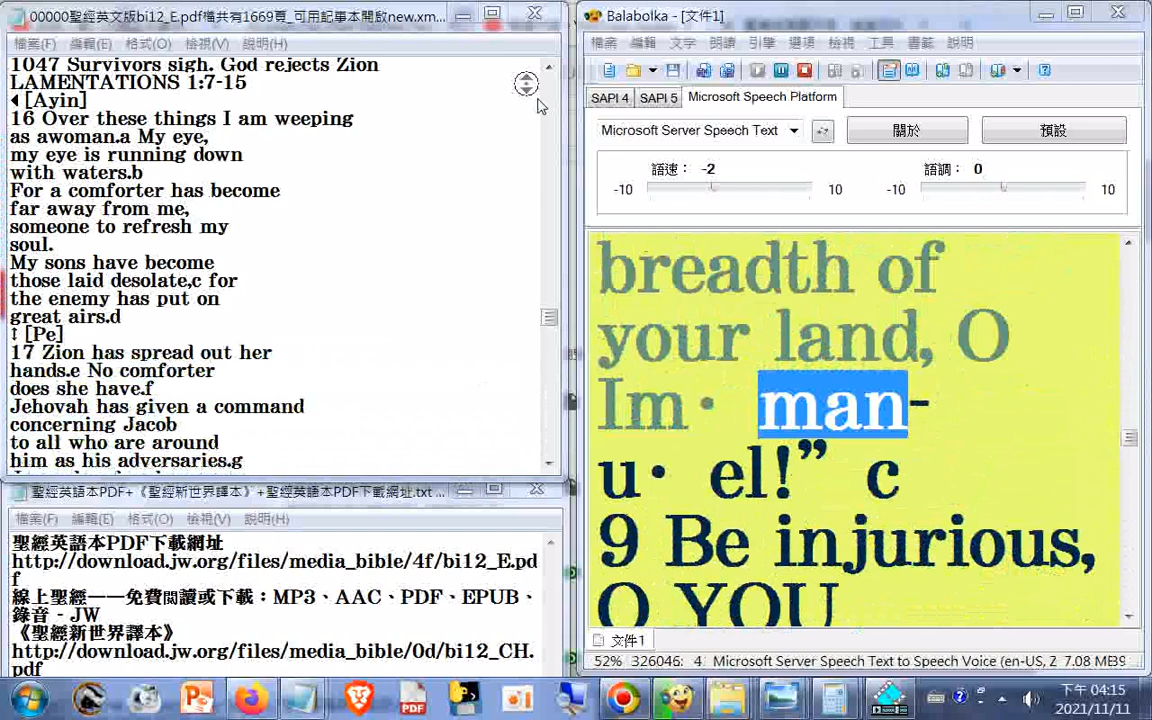 00000聖經英文版bi12_E.pdf檔共有1669頁_可用記事本開啟new.xm...
檔案(F) 編輯(E) 格式(O) 檢視(V) 說明(H)
1047 Survivors sigh. God rejects Zion
LAMENTATIONS 1:7-15
[Ayin]
16 Over these things I am weeping
as awoman.a My eye,
my eye is running down
with waters.b
For a comforter has become
far away from me,
someone to refresh my
soul.
My sons have become
those laid desolate,c for
the enemy has put on
great airs.d
[Pe]
17 Zion has spread out her
hands.e No comforter
does she have.f
Jehovah has given a command
concerning Jacob
to all who are around
him as his adversaries.g
聖經英語本PDF+《聖經新世界譯本》+聖經英語本PDF下載網址.txt ...
檔案(F) 編輯(E) 格式(O) 檢視(V) 說明(H)
聖經英語本PDF下載網址
http://download.jw.org/files/media_bible/4f/bi12_E.pd
f
線上聖經——免費閱讀或下載：MP3、AAC、PDF、EPUB、
錄音 - JW
《聖經新世界譯本》
http://download.jw.org/files/media_bible/0d/bi12_CH.
pdf
Balabolka - [文件1]
檔案 編輯 文字 朗讀 引擎 選項 檢視 工具 書籤 說明
SAPI 4 SAPI 5 Microsoft Speech Platform
Microsoft Server Speech Text 關於 預設
語速： -2 語調： 0
-10 10 -10 10
breadth of
your land, O
Im· man-
u· el!” c
9 Be injurious,
O YOU
文件1
52% 326046: 4 Microsoft Server Speech Text to Speech Voice (en-US, 2 7.08 MB
下午 04:15
2021/11/11